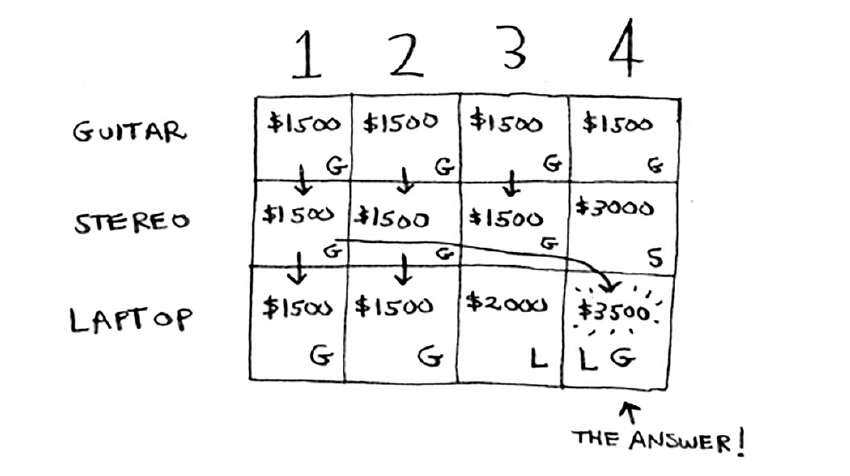 1 2 3 4
GUITAR $1500 G $1500 G $1500 G $1500 G
STEREO $1500 G $1500 G $1500 G $3000 S
LAPTOP $1500 G $1500 G $2000 L $3500 L G
THE ANSWER!